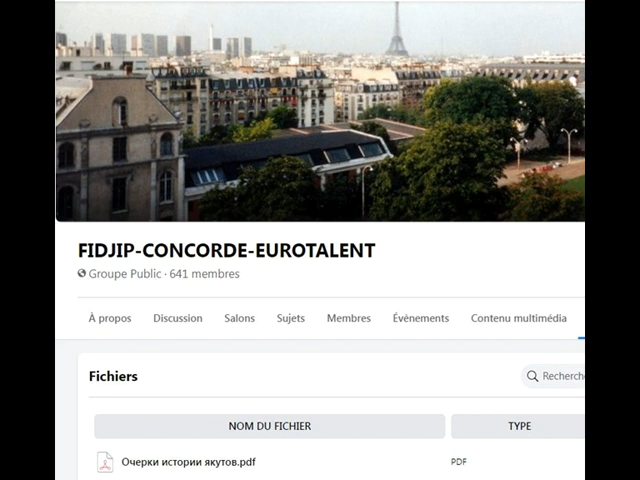 FIDJIP-CONCORDE-EUROTALENT
Groupe Public · 641 membres
À propos Discussion Salons Sujets Membres Évènements Contenu multimédia
Fichiers
Recherche
NOM DU FICHIER TYPE
Очерки истории якутов.pdf PDF